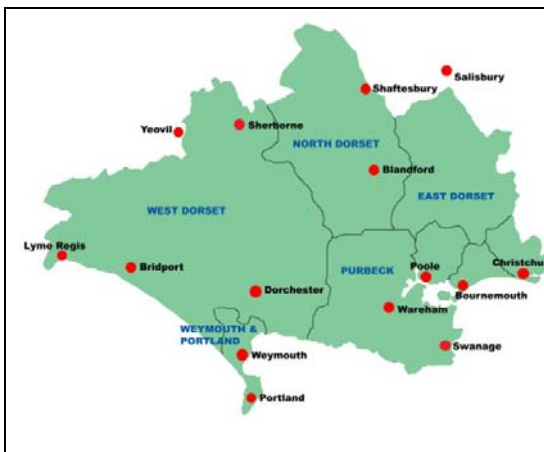 Salisbury
Shaftesbury
Yeovil
Sherborne
NORTH DORSET
Blandford
EAST DORSET
WEST DORSET
Lyme Regis
Bridport
PURBECK
Poole
Christchu
Dorchester
Bournemouth
Wareham
WEYMOUTH &
PORTLAND
Weymouth
Swanage
Portland